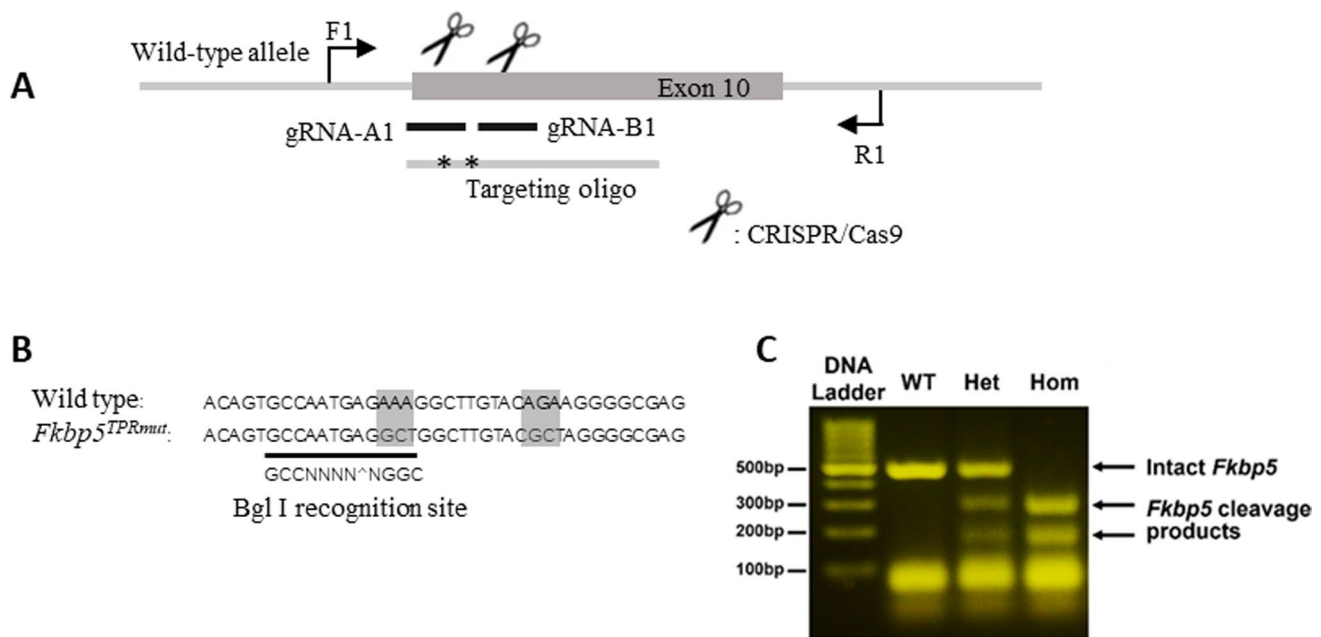 A
Wild-type allele
F1
Exon 10
gRNA-A1
gRNA-B1
R1
* *
Targeting oligo
: CRISPR/Cas9
B
Wild type: ACAGTGCCAATGAGAAAGGCTTGTACAGAAGGGGCGAG
Fkbp5TPRmut: ACAGTGCCAATGAGGCTGGCTTGTACGCTAGGGGCGAG
GCCNNNN^NGGC
Bgl I recognition site
C
DNA
Ladder
WT
Het
Hom
500bp
300bp
200bp
100bp
Intact Fkbp5
Fkbp5 cleavage
products